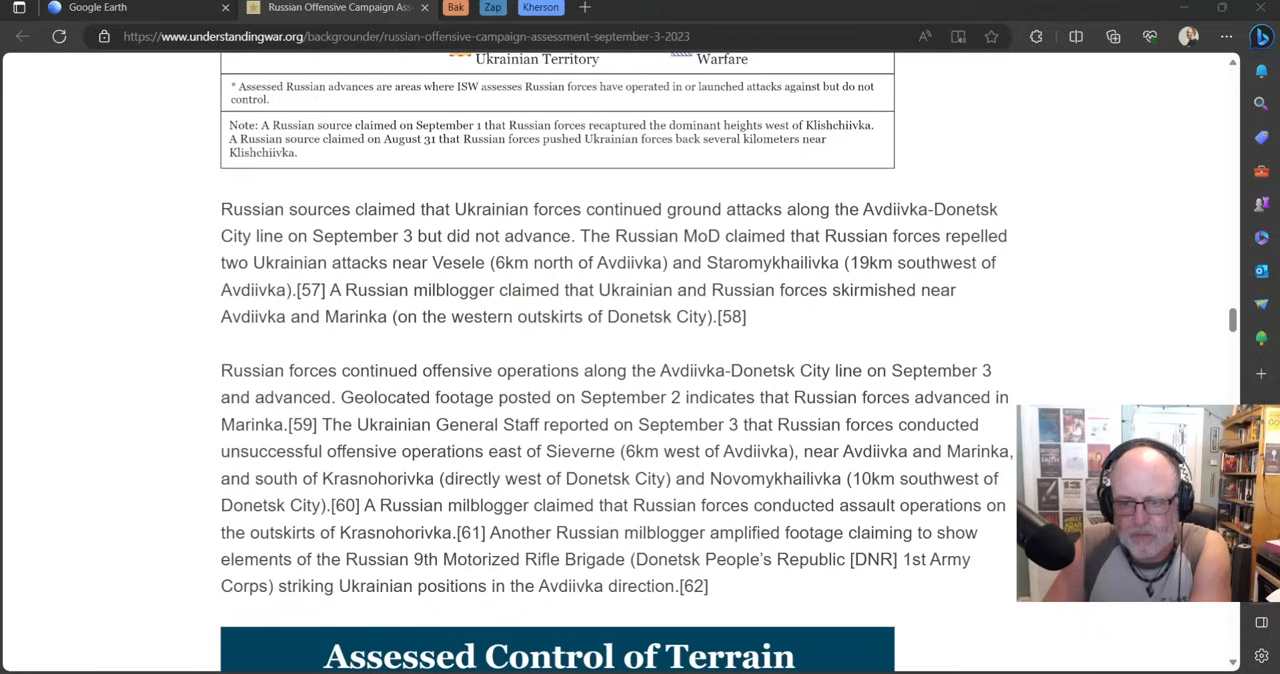 Google Earth
Russian Offensive Campaign Ass
Bak
Zap
Kherson
https://www.understandingwar.org/backgrounder/russian-offensive-campaign-assessment-september-3-2023
Ukrainian Territory
Warfare
* Assessed Russian advances are areas where ISW assesses Russian forces have operated in or launched attacks against but do not
control.
Note: A Russian source claimed on September 1 that Russian forces recaptured the dominant heights west of Klishchiivka.
A Russian source claimed on August 31 that Russian forces pushed Ukrainian forces back several kilometers near
Klishchiivka.
Russian sources claimed that Ukrainian forces continued ground attacks along the Avdiivka-Donetsk
City line on September 3 but did not advance. The Russian MoD claimed that Russian forces repelled
two Ukrainian attacks near Vesele (6km north of Avdiivka) and Staromykhailivka (19km southwest of
Avdiivka).[57] A Russian milblogger claimed that Ukrainian and Russian forces skirmished near
Avdiivka and Marinka (on the western outskirts of Donetsk City).[58]
Russian forces continued offensive operations along the Avdiivka-Donetsk City line on September 3
and advanced. Geolocated footage posted on September 2 indicates that Russian forces advanced in
Marinka.[59] The Ukrainian General Staff reported on September 3 that Russian forces conducted
unsuccessful offensive operations east of Sieverne (6km west of Avdiivka), near Avdiivka and Marinka,
and south of Krasnohorivka (directly west of Donetsk City) and Novomykhailivka (10km southwest of
Donetsk City).[60] A Russian milblogger claimed that Russian forces conducted assault operations on
the outskirts of Krasnohorivka.[61] Another Russian milblogger amplified footage claiming to show
elements of the Russian 9th Motorized Rifle Brigade (Donetsk People's Republic [DNR] 1st Army
Corps) striking Ukrainian positions in the Avdiivka direction.[62]
Assessed Control of Terrain